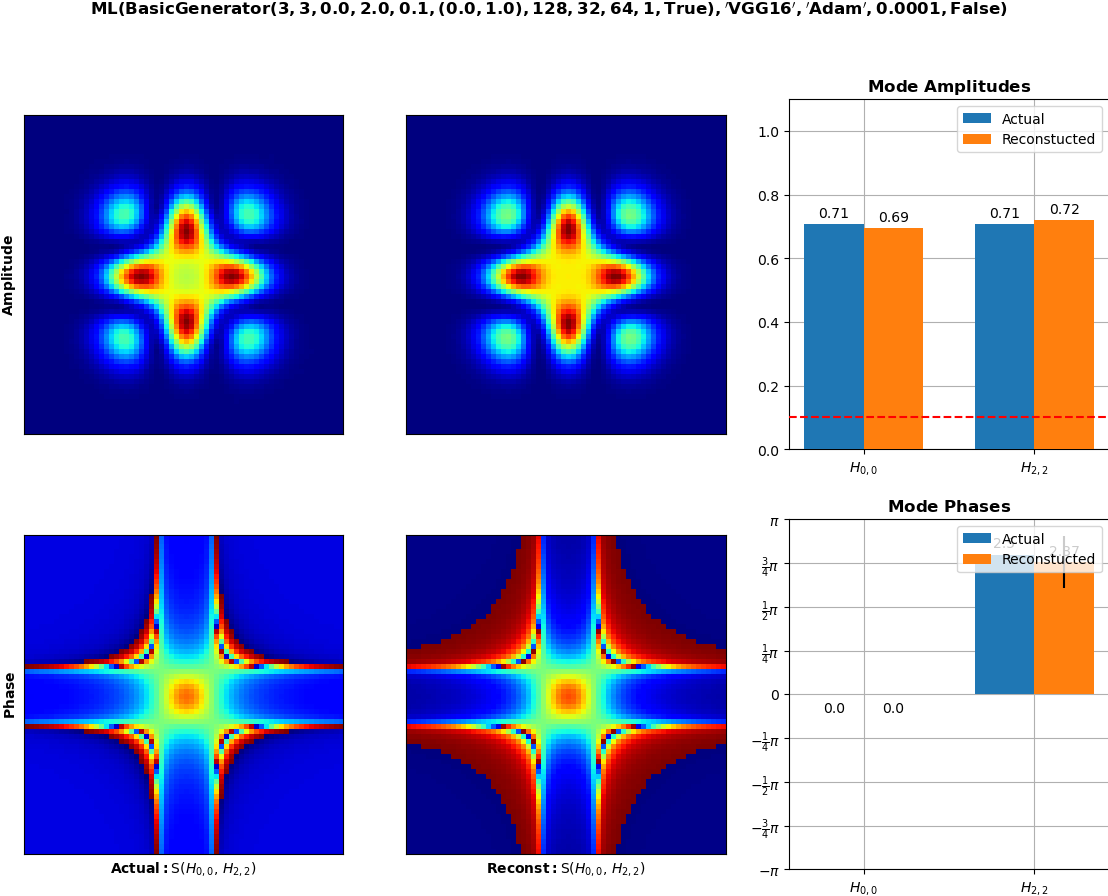 ML(BasicGenerator(3, 3, 0.0, 2.0, 0.1, (0.0, 1.0), 128, 32, 64, 1, True), ′VGG16′, ′Adam′, 0.0001, False)
Amplitude
Mode Amplitudes
Actual
Reconstucted
1.0
0.8
0.6
0.4
0.2
0.0
0.71
0.69
0.71
0.72
H0,0
H2,2
Phase
Actual: S(H0,0, H2,2)
Reconst: S(H0,0, H2,2)
Mode Phases
Actual
Reconstucted
π
3/4π
1/2π
1/4π
0
−1/4π
−1/2π
−3/4π
−π
0.0
0.0
H0,0
H2,2